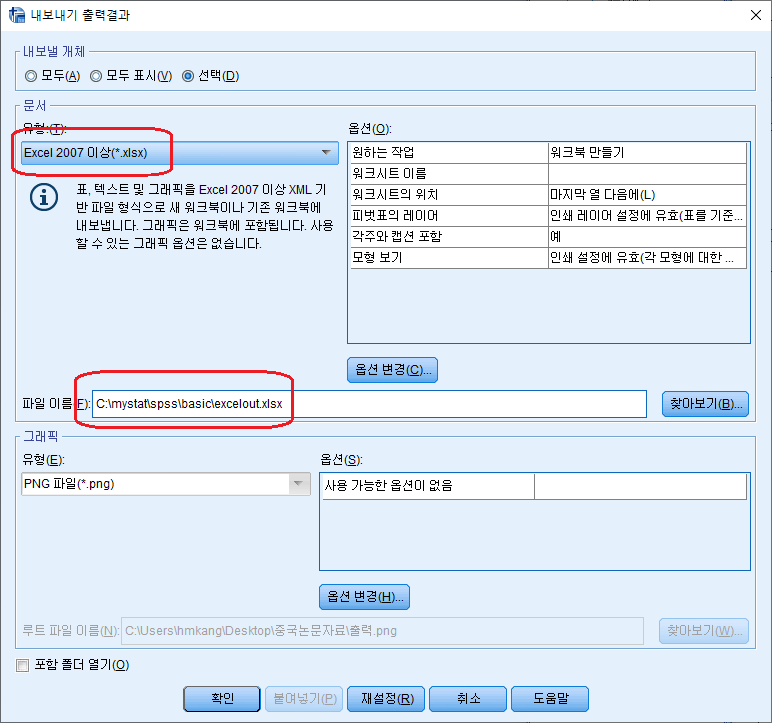 내보내기 출력결과
내보낼 개체
모두(A) 모두 표시(V) 선택(D)
문서
유형:(T):
Excel 2007 이상(*.xlsx)
표, 텍스트 및 그래픽을 Excel 2007 이상 XML 기
반 파일 형식으로 새 워크북이나 기존 워크북에
내보냅니다. 그래픽은 워크북에 포함됩니다. 사용
할 수 있는 그래픽 옵션은 없습니다.
옵션(O):
원하는 작업 워크북 만들기
워크시트 이름
워크시트의 위치 마지막 열 다음에(L)
피벗표의 레이어 인쇄 레이어 설정에 유효(표를 기준...
각주와 캡션 포함 예
모형 보기 인쇄 설정에 유효(각 모형에 대한 ...
옵션 변경(C)...
파일 이름(F): C:\mystat\spss\basic\excelout.xlsx 찾아보기(B)...
그래픽
유형(E):
PNG 파일(*.png)
옵션(S):
사용 가능한 옵션이 없음
옵션 변경(H)...
루트 파일 이름(N): C:\Users\hmkang\Desktop\중국논문자료\출력.png 찾아보기(W)...
포함 폴더 열기(O)
확인 붙여넣기(P) 재설정(R) 취소 도움말